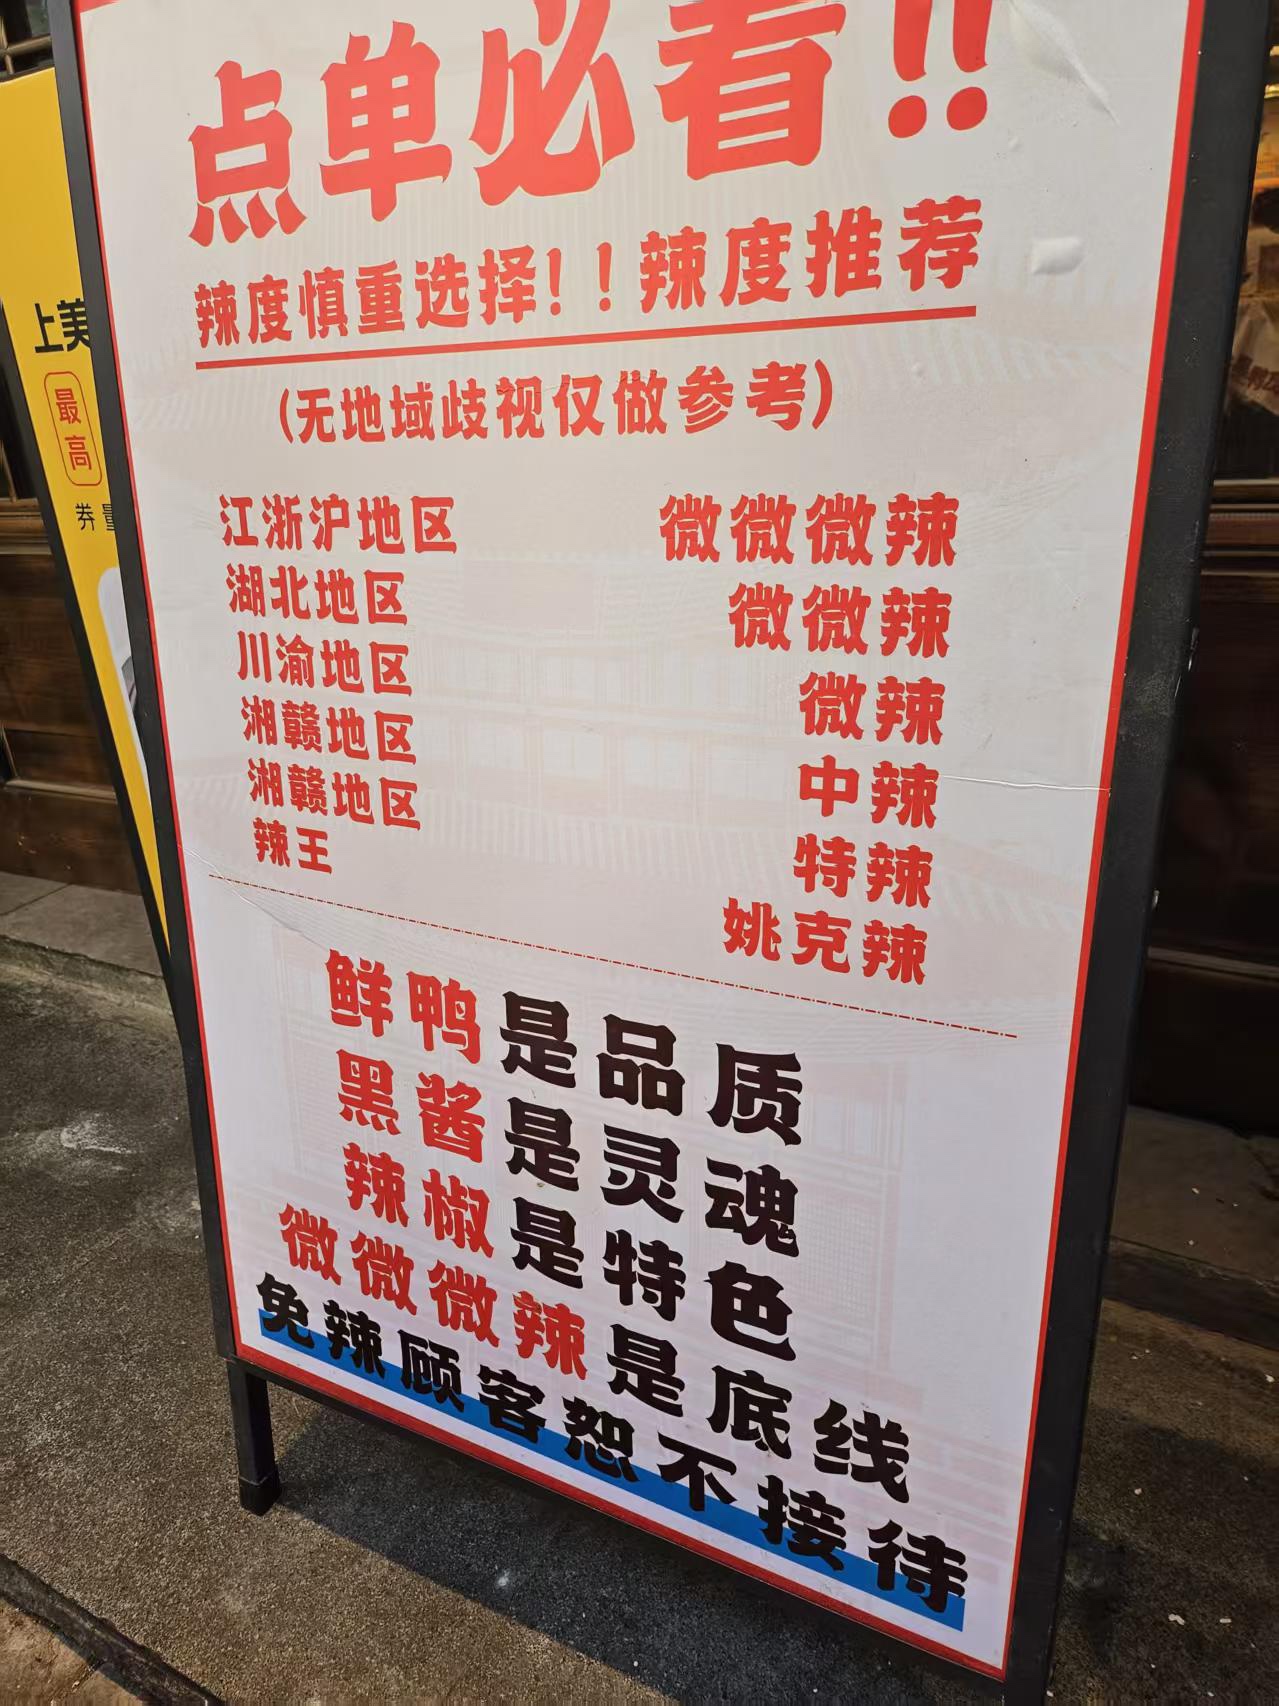 点单必看!!
辣度慎重选择!!辣度推荐
(无地域歧视仅做参考)
江浙沪地区 微微微辣
湖北地区 微微辣
川渝地区 微辣
湘赣地区 中辣
湘赣地区 特辣
辣王 姚克辣
鲜鸭是品质
黑酱是灵魂
辣椒是特色
微微微辣是底线
免辣顾客恕不接待
上美
最高
券量